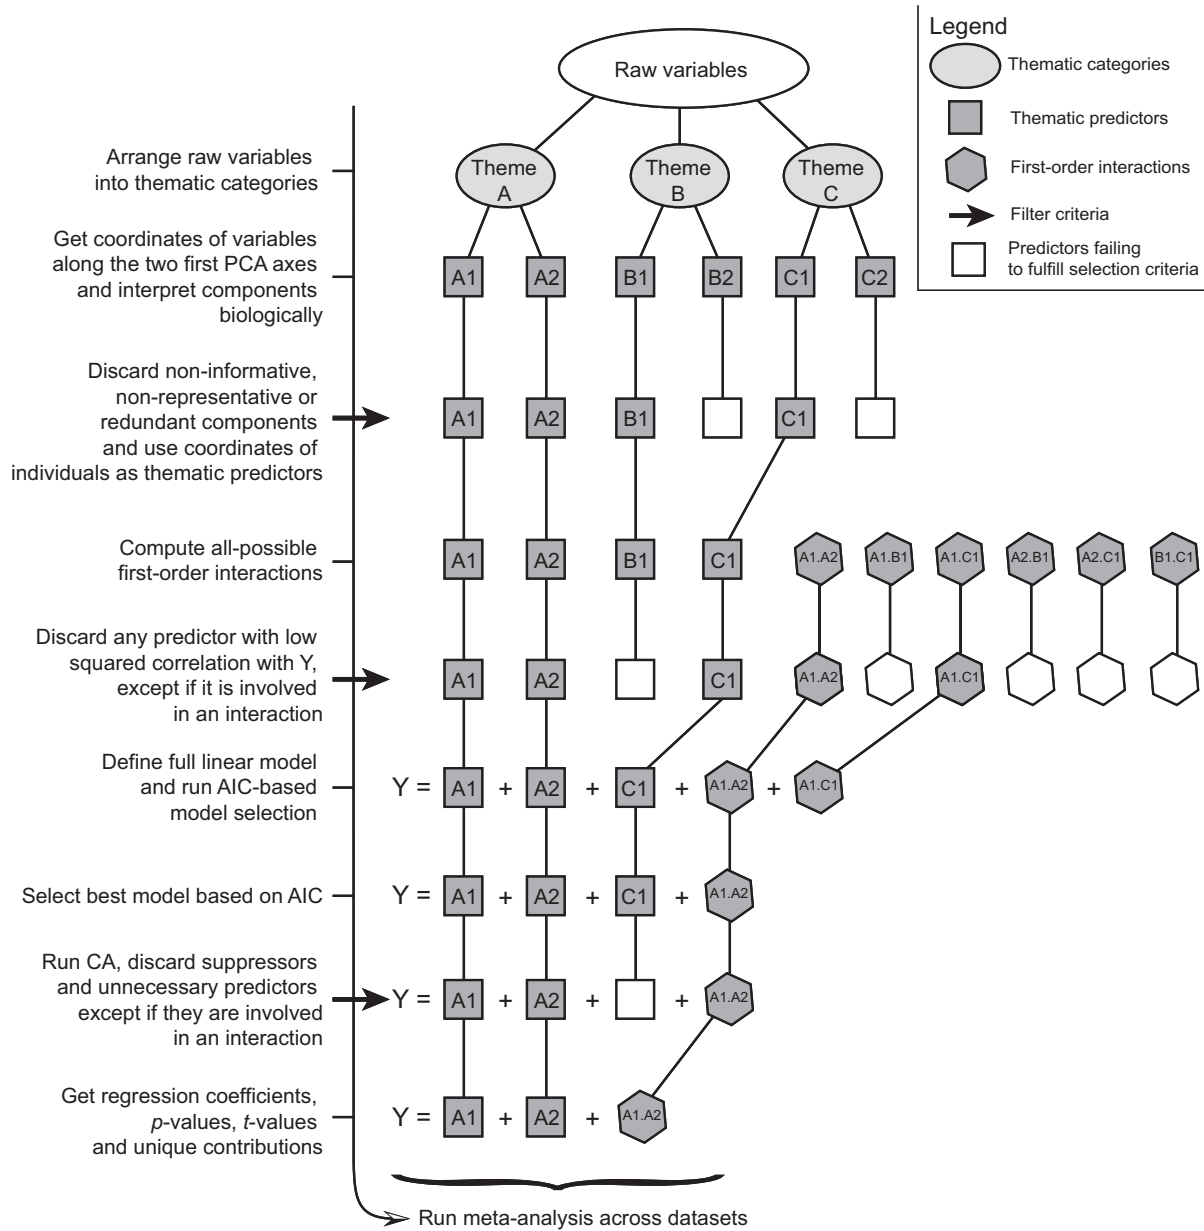 Legend
Thematic categories
Thematic predictors
First-order interactions
Filter criteria
Predictors failing
to fulfill selection criteria
Raw variables
Arrange raw variables
into thematic categories
Theme
A
Theme
B
Theme
C
Get coordinates of variables
along the two first PCA axes
and interpret components
biologically
A1
A2
B1
B2
C1
C2
Discard non-informative,
non-representative or
redundant components
and use coordinates of
individuals as thematic predictors
A1
A2
B1
C1
Compute all-possible
first-order interactions
A1
A2
B1
C1
A1.A2
A1.B1
A1.C1
A2.B1
A2.C1
B1.C1
Discard any predictor with low
squared correlation with Y,
except if it is involved
in an interaction
A1
A2
C1
A1.A2
A1.C1
Define full linear model
and run AIC-based
model selection
Y = A1 + A2 + C1 + A1.A2 + A1.C1
Select best model based on AIC
Y = A1 + A2 + C1 + A1.A2
Run CA, discard suppressors
and unnecessary predictors
except if they are involved
in an interaction
Y = A1 + A2 + + A1.A2
Get regression coefficients,
p-values, t-values
and unique contributions
Y = A1 + A2 + A1.A2
Run meta-analysis across datasets